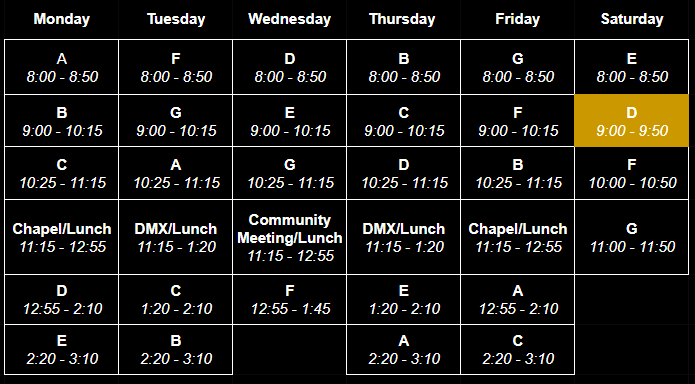 Monday Tuesday Wednesday Thursday Friday Saturday
A F D B G E
8:00 - 8:50 8:00 - 8:50 8:00 - 8:50 8:00 - 8:50 8:00 - 8:50 8:00 - 8:50
B G E C F D
9:00 - 10:15 9:00 - 10:15 9:00 - 10:15 9:00 - 10:15 9:00 - 10:15 9:00 - 9:50
C A G D B F
10:25 - 11:15 10:25 - 11:15 10:25 - 11:15 10:25 - 11:15 10:25 - 11:15 10:00 - 10:50
Chapel/Lunch DMX/Lunch Community Meeting/Lunch DMX/Lunch Chapel/Lunch G
11:15 - 12:55 11:15 - 1:20 11:15 - 12:55 11:15 - 1:20 11:15 - 12:55 11:00 - 11:50
D C F E A
12:55 - 2:10 1:20 - 2:10 12:55 - 1:45 1:20 - 2:10 12:55 - 2:10
E B A C
2:20 - 3:10 2:20 - 3:10 2:20 - 3:10 2:20 - 3:10